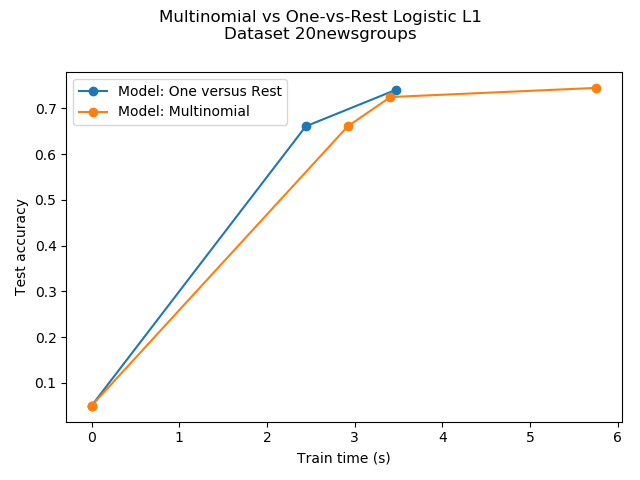 Multinomial vs One-vs-Rest Logistic L1
Dataset 20newsgroups
Model: One versus Rest
Model: Multinomial
Test accuracy
0.7
0.6
0.5
0.4
0.3
0.2
0.1
0 1 2 3 4 5 6
Train time (s)